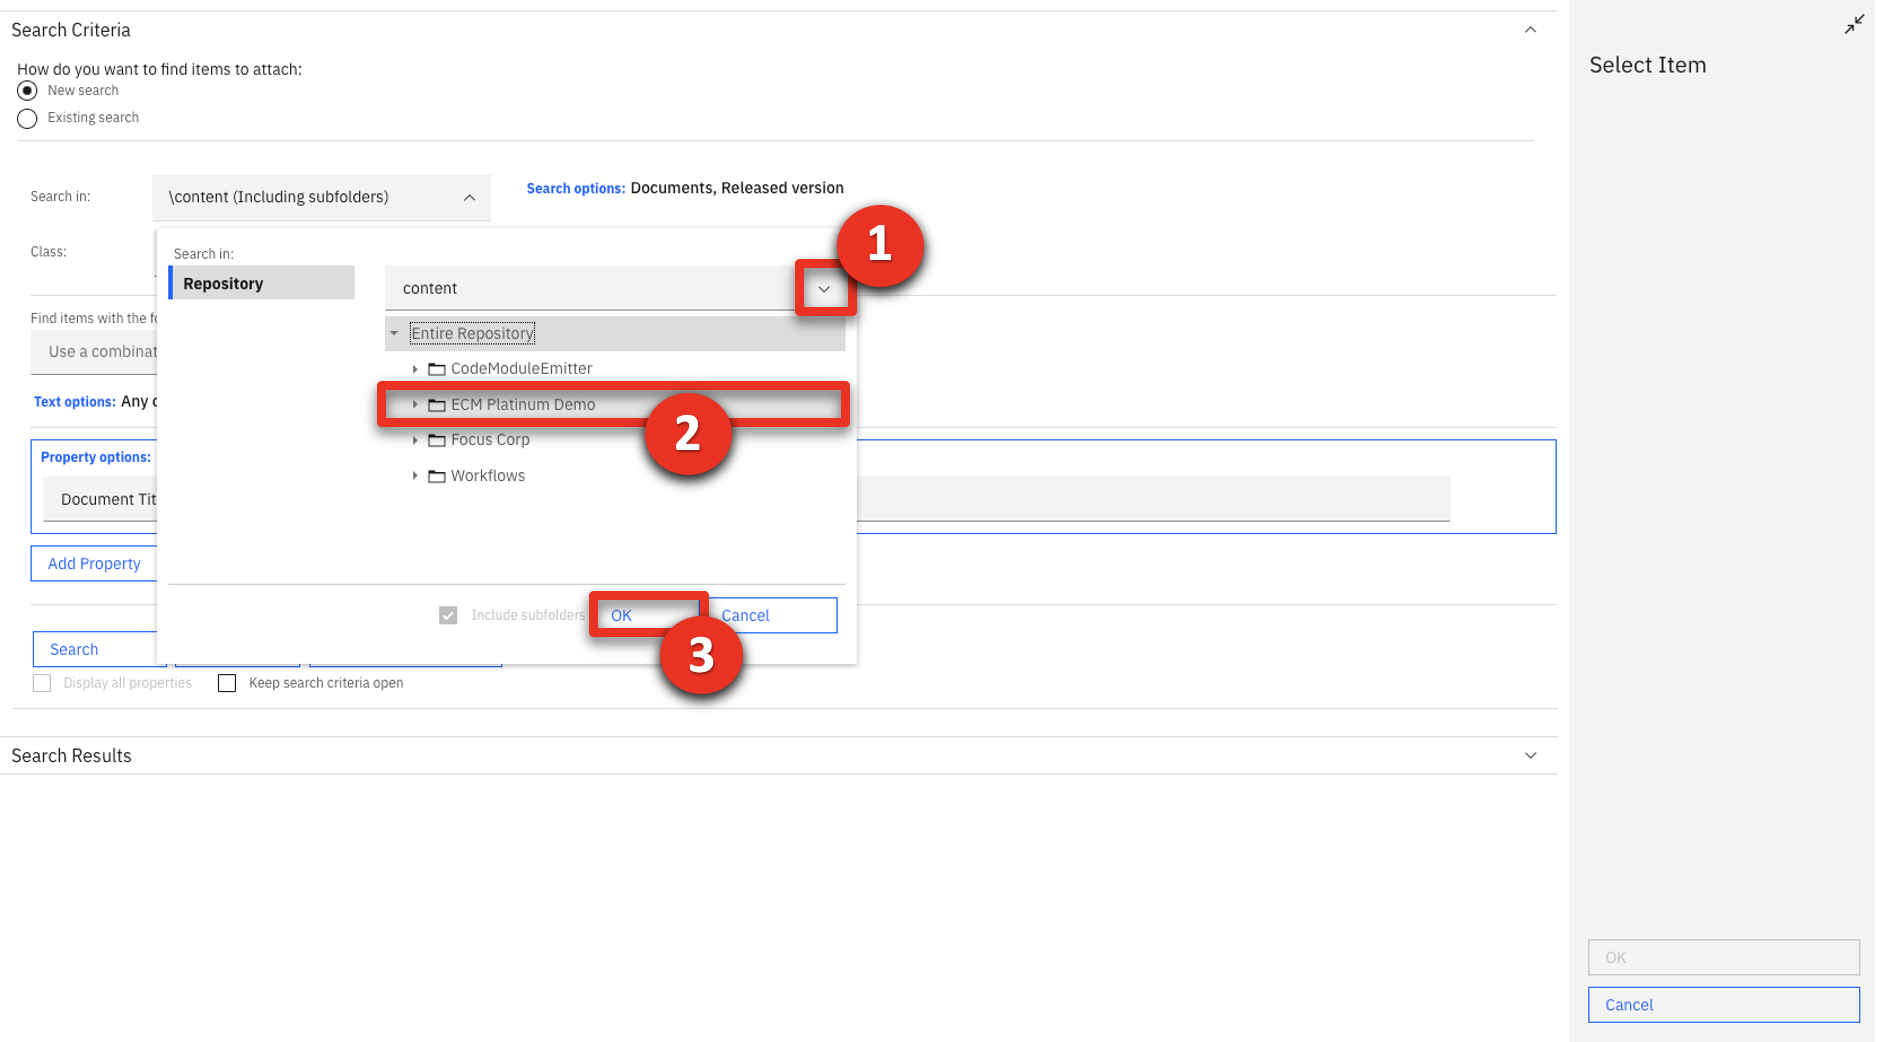 Search Criteria
Select Item
How do you want to find items to attach:
New search
Existing search
Search in:
\content (Including subfolders)
Search options: Documents, Released version
1
Class:
Search in:
Repository
content
Find items with the fo
Entire Repository
Use a combinat
CodeModuleEmitter
Text options: Any
ECM Platinum Demo
2
Focus Corp
Property options:
Workflows
Document Tit
Add Property
Include subfolders
OK
Cancel
3
Search
Display all properties
Keep search criteria open
Search Results
OK
Cancel